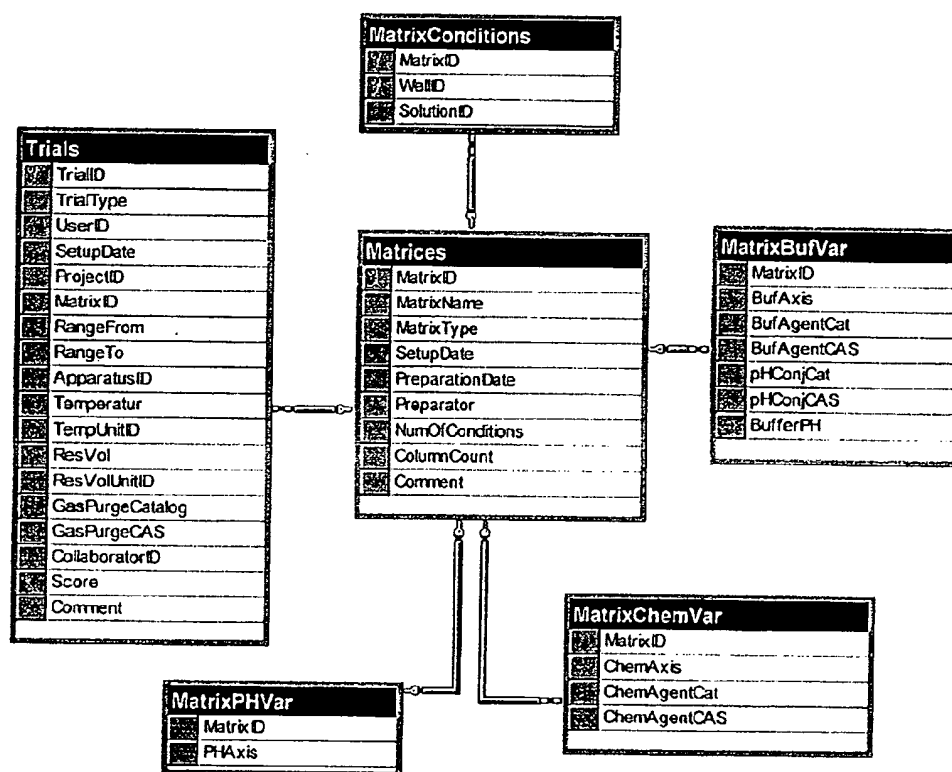 MatrixConditions
MatrixID
WellID
SolutionID
Trials
TrialID
TrialType
UserID
SetupDate
ProjectID
MatrixID
RangeFrom
RangeTo
ApparatusID
Temperatur
TempUnitID
ResVol
ResVolUnitID
GasPurgeCatalog
GasPurgeCAS
CollaboratorID
Score
Comment
Matrices
MatrixID
MatrixName
MatrixType
SetupDate
PreparationDate
Preparator
NumOfConditions
ColumnCount
Comment
MatrixBufVar
MatrixID
BufAxis
BufAgentCat
BufAgentCAS
pHConjCat
pHConjCAS
BufferPH
MatrixChemVar
MatrixID
ChemAxis
ChemAgentCat
ChemAgentCAS
MatrixPHVar
MatrixID
PHAxis